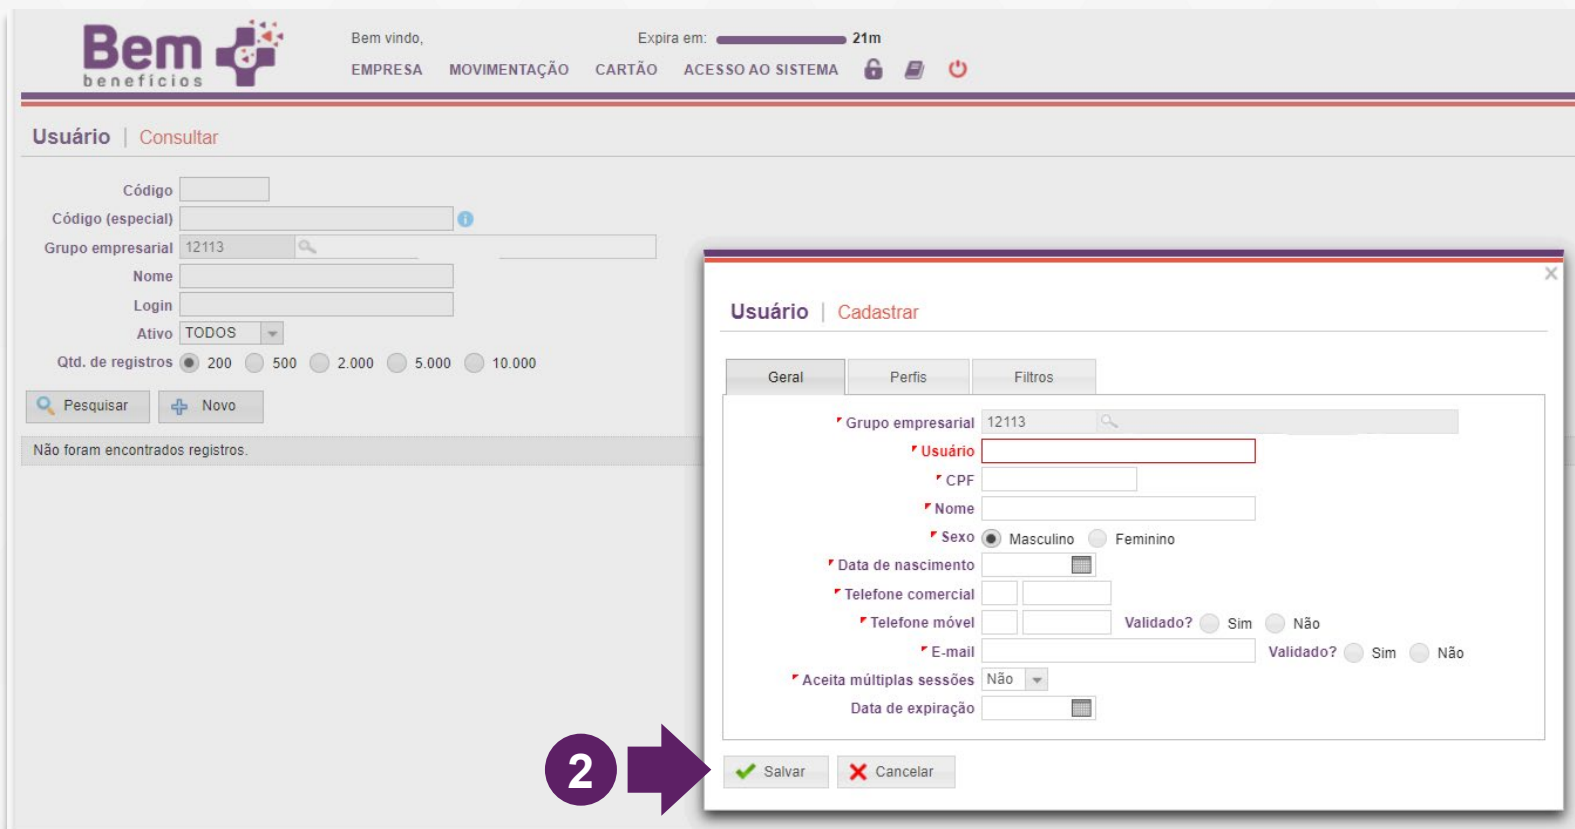 Bem
benefícios
Bem vindo,
Expira em: 21m
EMPRESA MOVIMENTAÇÃO CARTÃO ACESSO AO SISTEMA
Usuário | Consultar
Código
Código (especial)
Grupo empresarial 12113
Nome
Login
Ativo TODOS
Qtd. de registros 200 500 2.000 5.000 10.000
Pesquisar Novo
Não foram encontrados registros.
Usuário | Cadastrar
Geral Perfis Filtros
Grupo empresarial 12113
Usuário
CPF
Nome
Sexo Masculino Feminino
Data de nascimento
Telefone comercial
Telefone móvel Validado? Sim Não
E-mail Validado? Sim Não
Aceita múltiplas sessões Não
Data de expiração
2
Salvar Cancelar